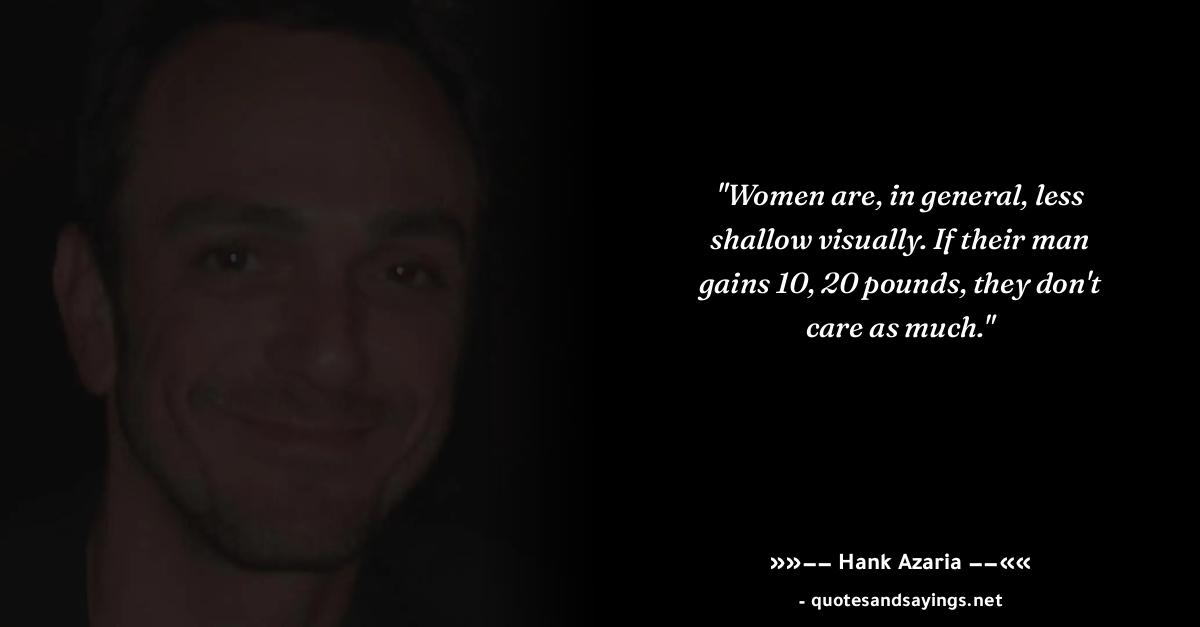 "Women are, in general, less
shallow visually. If their man
gains 10, 20 pounds, they don't
care as much."
»»—— Hank Azaria ——««
- quotesandsayings.net